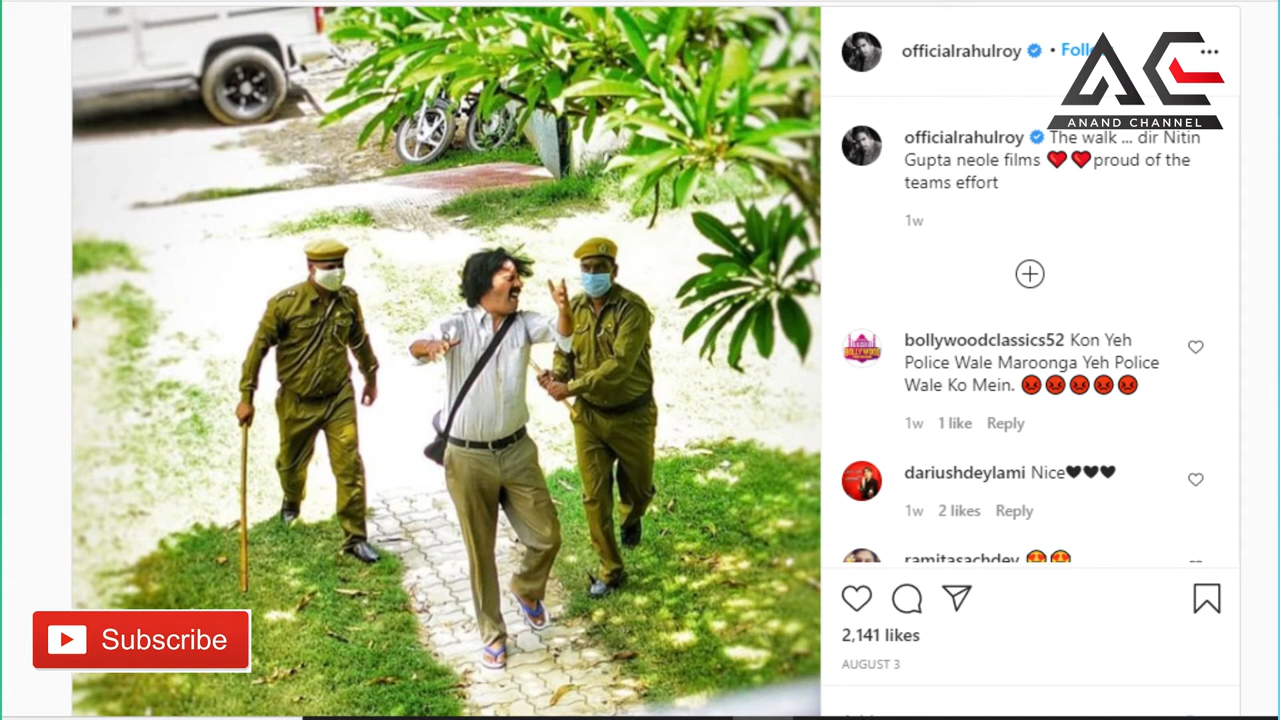 officialrahulroy • Foll
ANAND CHANNEL
officialrahulroy The walk ... dir Nitin
Gupta neole films ❤️❤️proud of the
teams effort
1w
bollywoodclassics52 Kon Yeh
Police Wale Maroonga Yeh Police
Wale Ko Mein. 😡😡😡😡😡
1w 1 like Reply
dariushdeylami Nice🖤🖤🖤
1w 2 likes Reply
ramitasachdev 😍😍
2,141 likes
AUGUST 3
Subscribe